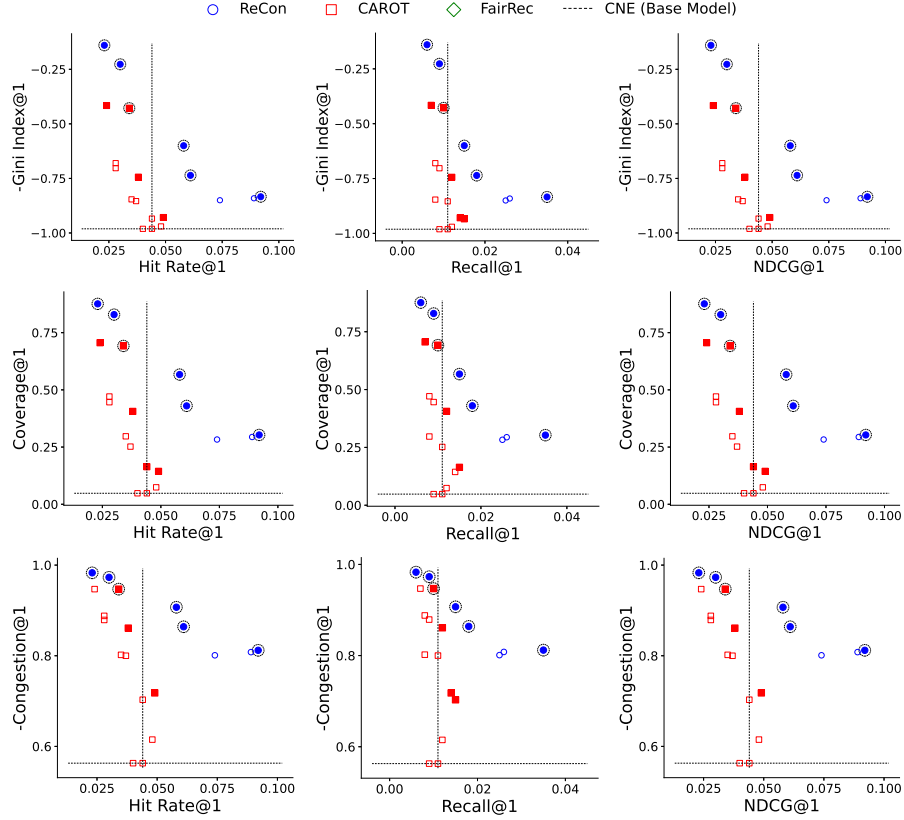 ReCon CAROT FairRec CNE (Base Model)
-Gini Index@1 -Gini Index@1 -Gini Index@1
−0.25 −0.25 −0.25
−0.50 −0.50 −0.50
−0.75 −0.75 −0.75
−1.00 −1.00 −1.00
0.025 0.050 0.075 0.100 0.00 0.02 0.04 0.025 0.050 0.075 0.100
Hit Rate@1 Recall@1 NDCG@1
Coverage@1 Coverage@1 Coverage@1
0.75 0.75 0.75
0.50 0.50 0.50
0.25 0.25 0.25
0.00 0.00 0.00
0.025 0.050 0.075 0.100 0.00 0.02 0.04 0.025 0.050 0.075 0.100
Hit Rate@1 Recall@1 NDCG@1
-Congestion@1 -Congestion@1 -Congestion@1
1.0 1.0 1.0
0.8 0.8 0.8
0.6 0.6 0.6
0.025 0.050 0.075 0.100 0.00 0.02 0.04 0.025 0.050 0.075 0.100
Hit Rate@1 Recall@1 NDCG@1